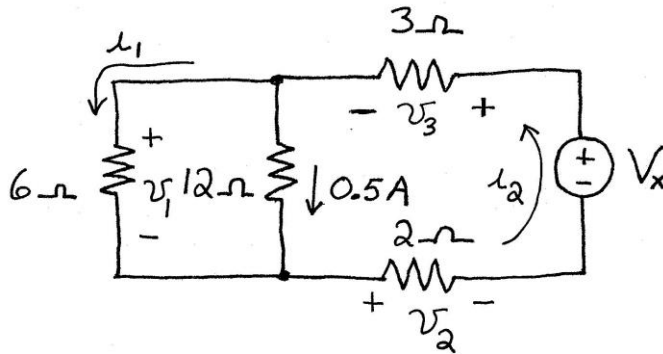 i₁
3Ω
- v₃ +
+
-
6Ω
+
v₁
-
12Ω
0.5A
i₂
Vₓ
2Ω
+ v₂ -